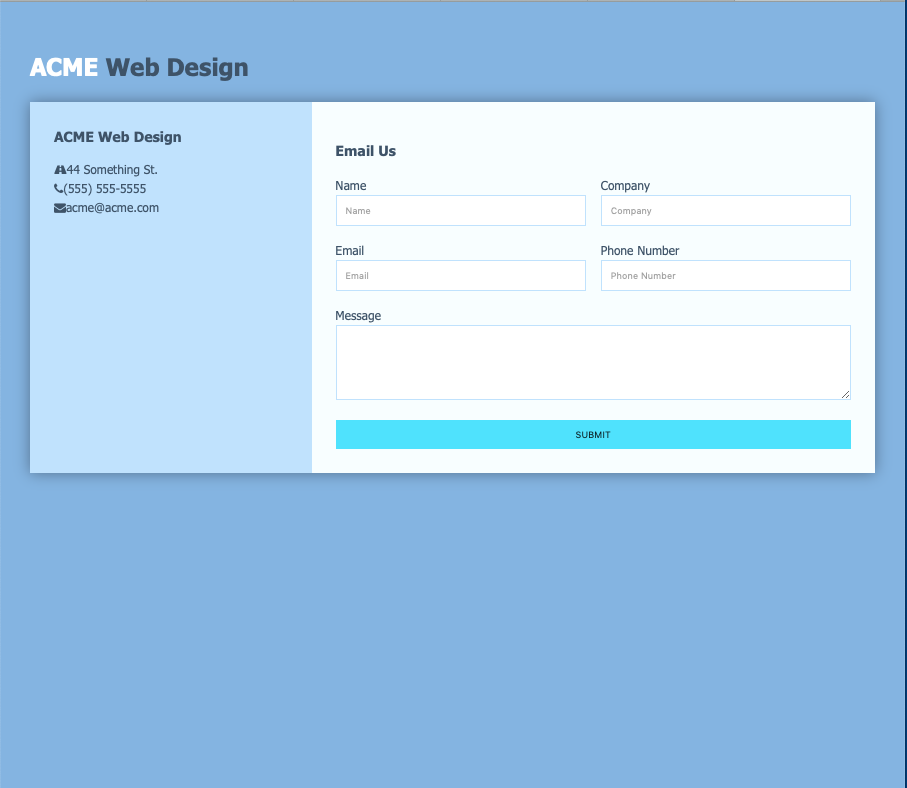 ACME Web Design
ACME Web Design
44 Something St.
(555) 555-5555
acme@acme.com
Email Us
Name Company
Name Company
Email Phone Number
Email Phone Number
Message
SUBMIT